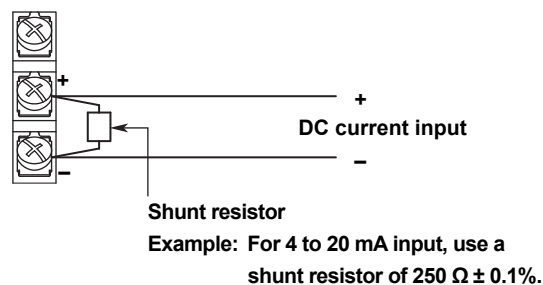 +
+
DC current input
–
–
Shunt resistor
Example: For 4 to 20 mA input, use a
shunt resistor of 250 Ω ± 0.1%.